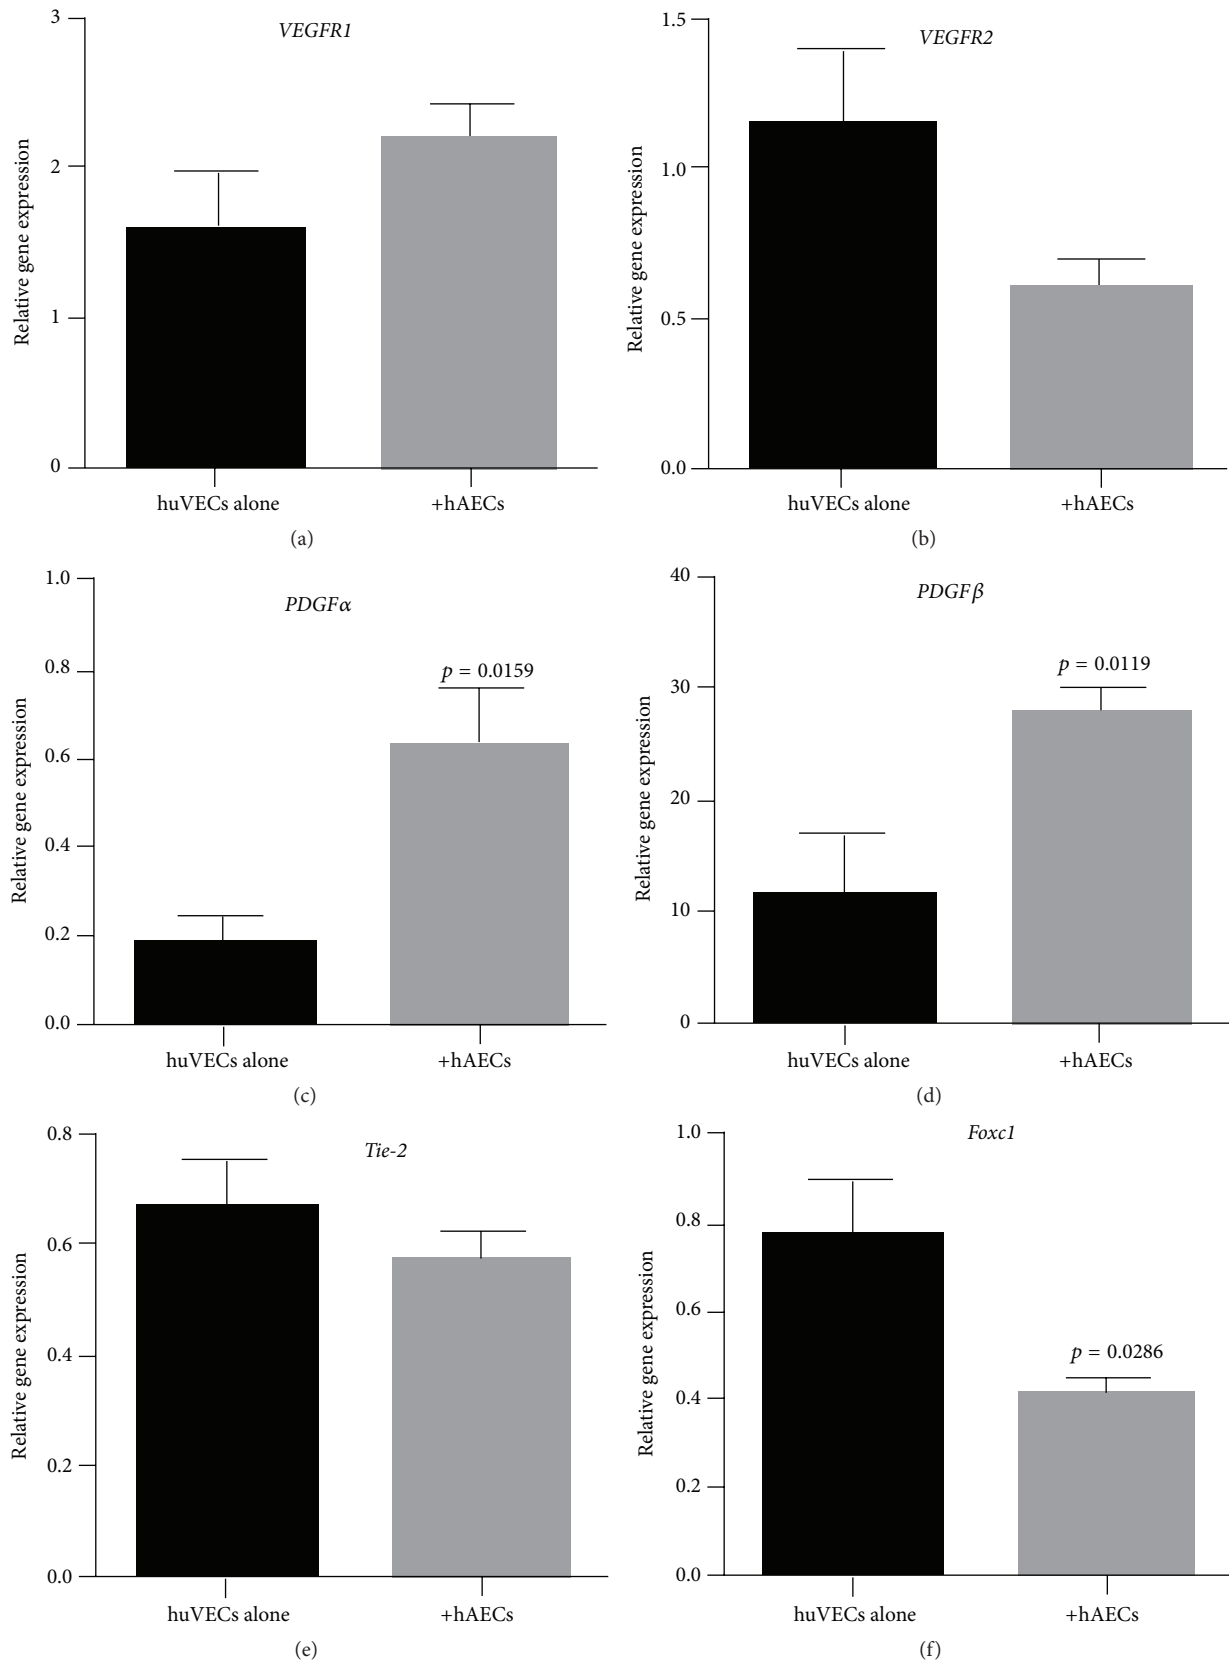 VEGFR1
3
2
1
0
Relative gene expression
huVECs alone
+hAECs
(a)
VEGFR2
1.5
1.0
0.5
0.0
Relative gene expression
huVECs alone
+hAECs
(b)
PDGFα
1.0
0.8
0.6
0.4
0.2
0.0
Relative gene expression
p = 0.0159
huVECs alone
+hAECs
(c)
PDGFβ
40
30
20
10
0
Relative gene expression
p = 0.0119
huVECs alone
+hAECs
(d)
Tie-2
0.8
0.6
0.4
0.2
0.0
Relative gene expression
huVECs alone
+hAECs
(e)
Foxc1
1.0
0.8
0.6
0.4
0.2
0.0
Relative gene expression
p = 0.0286
huVECs alone
+hAECs
(f)